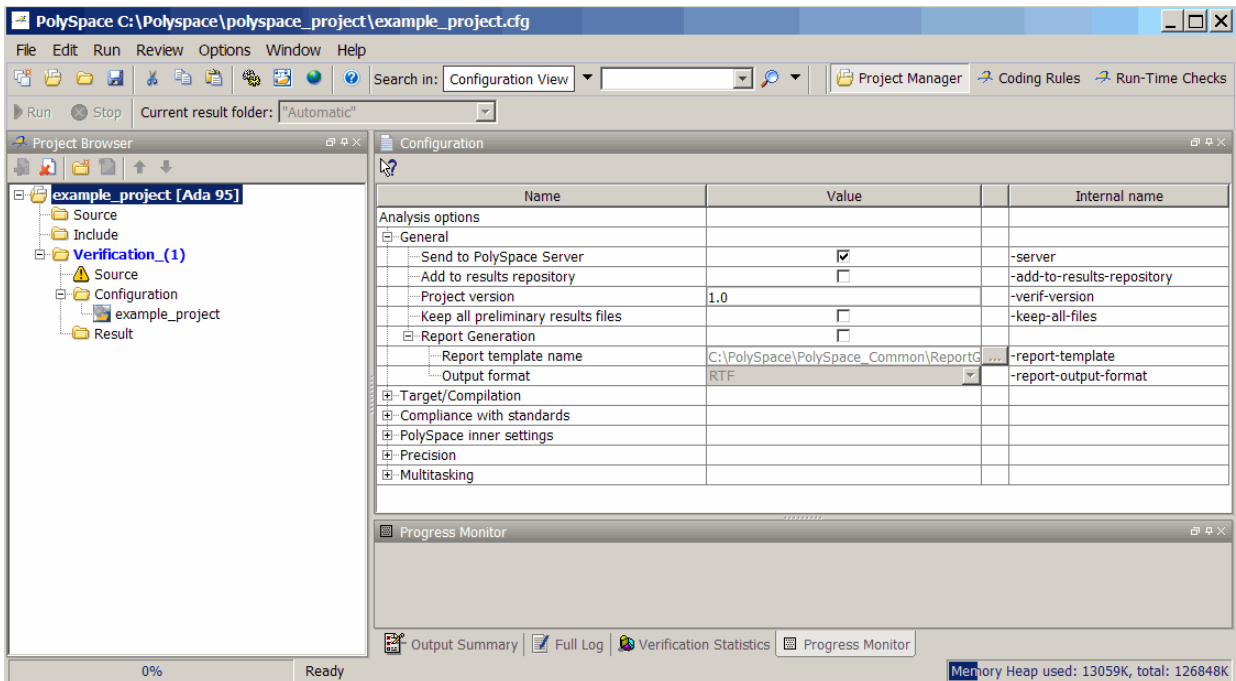 PolySpace C:\Polyspace\polyspace_project\example_project.cfg
File Edit Run Review Options Window Help
Search in: Configuration View Project Manager Coding Rules Run-Time Checks
Run Stop Current result folder: "Automatic"
Project Browser
example_project [Ada 95]
Source
Include
Verification_(1)
Source
Configuration
example_project
Result
Configuration
Name Value Internal name
Analysis options
General
Send to PolySpace Server -server
Add to results repository -add-to-results-repository
Project version 1.0 -verif-version
Keep all preliminary results files -keep-all-files
Report Generation
Report template name C:\PolySpace\PolySpace_Common\ReportG ... -report-template
Output format RTF -report-output-format
Target/Compilation
Compliance with standards
PolySpace inner settings
Precision
Multitasking
Progress Monitor
Output Summary Full Log Verification Statistics Progress Monitor
0% Ready Memory Heap used: 13059K, total: 126848K